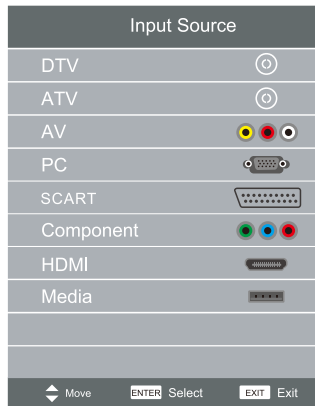 Input Source
DTV
ATV
AV
PC
SCART
Component
HDMI
Media
Move ENTER Select EXIT Exit